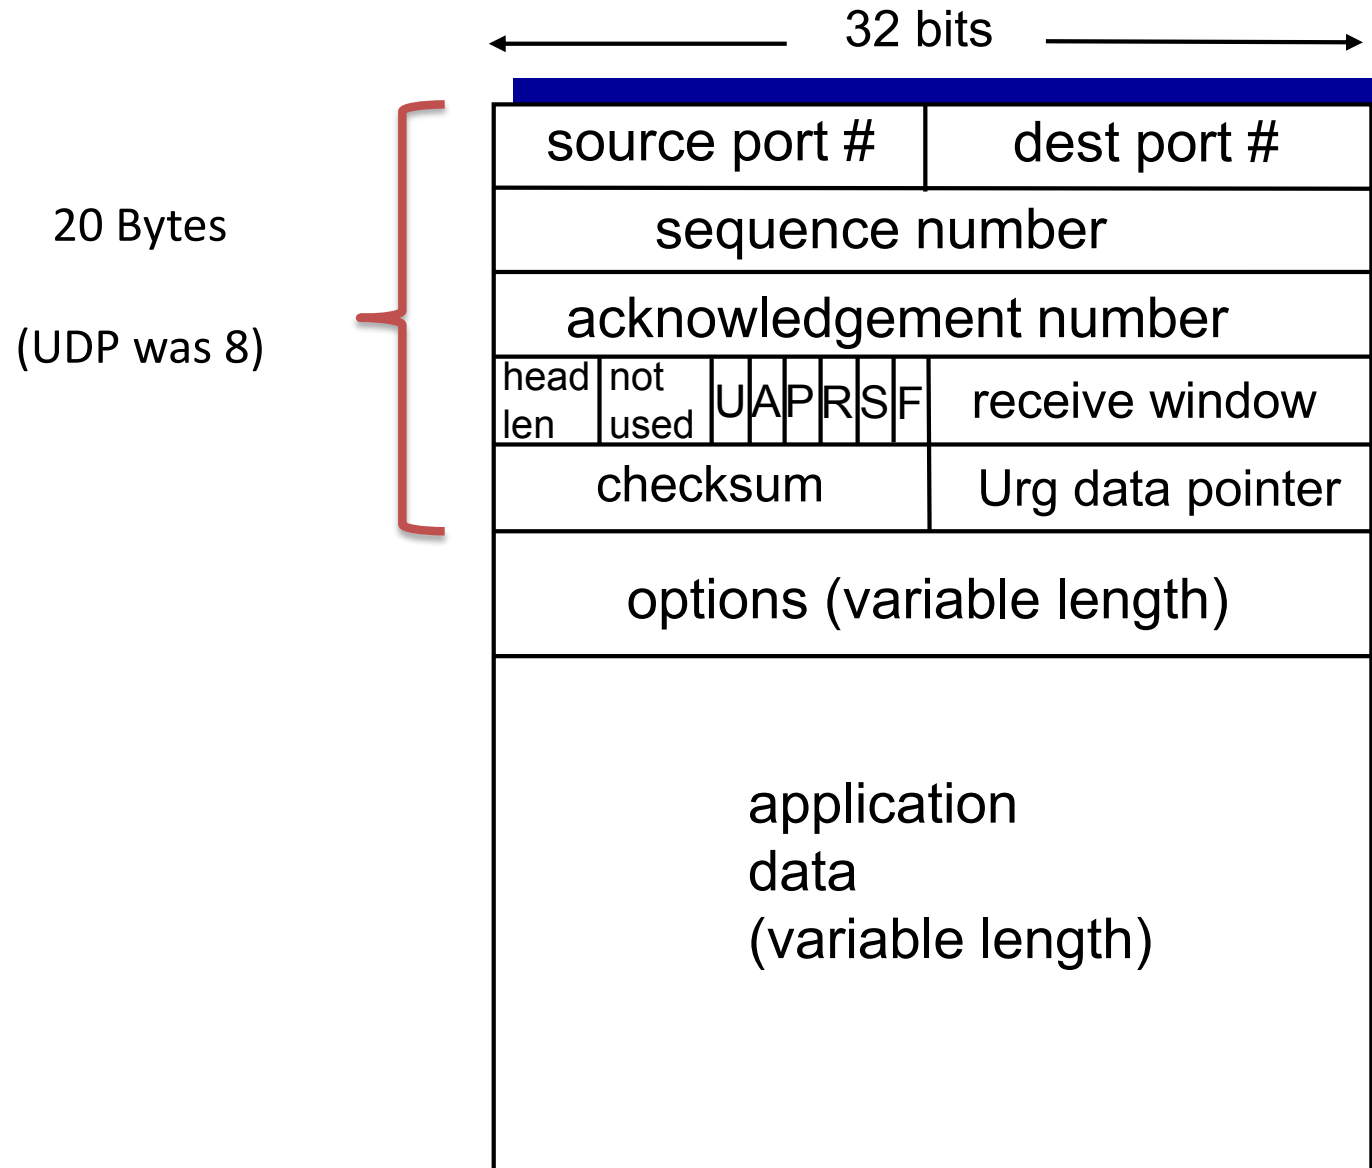 32 bits
source port #
dest port #
20 Bytes
sequence number
(UDP was 8)
acknowledgement number
head
len
not
used
U
A
P
R
S
F
receive window
checksum
Urg data pointer
options (variable length)
application
data
(variable length)